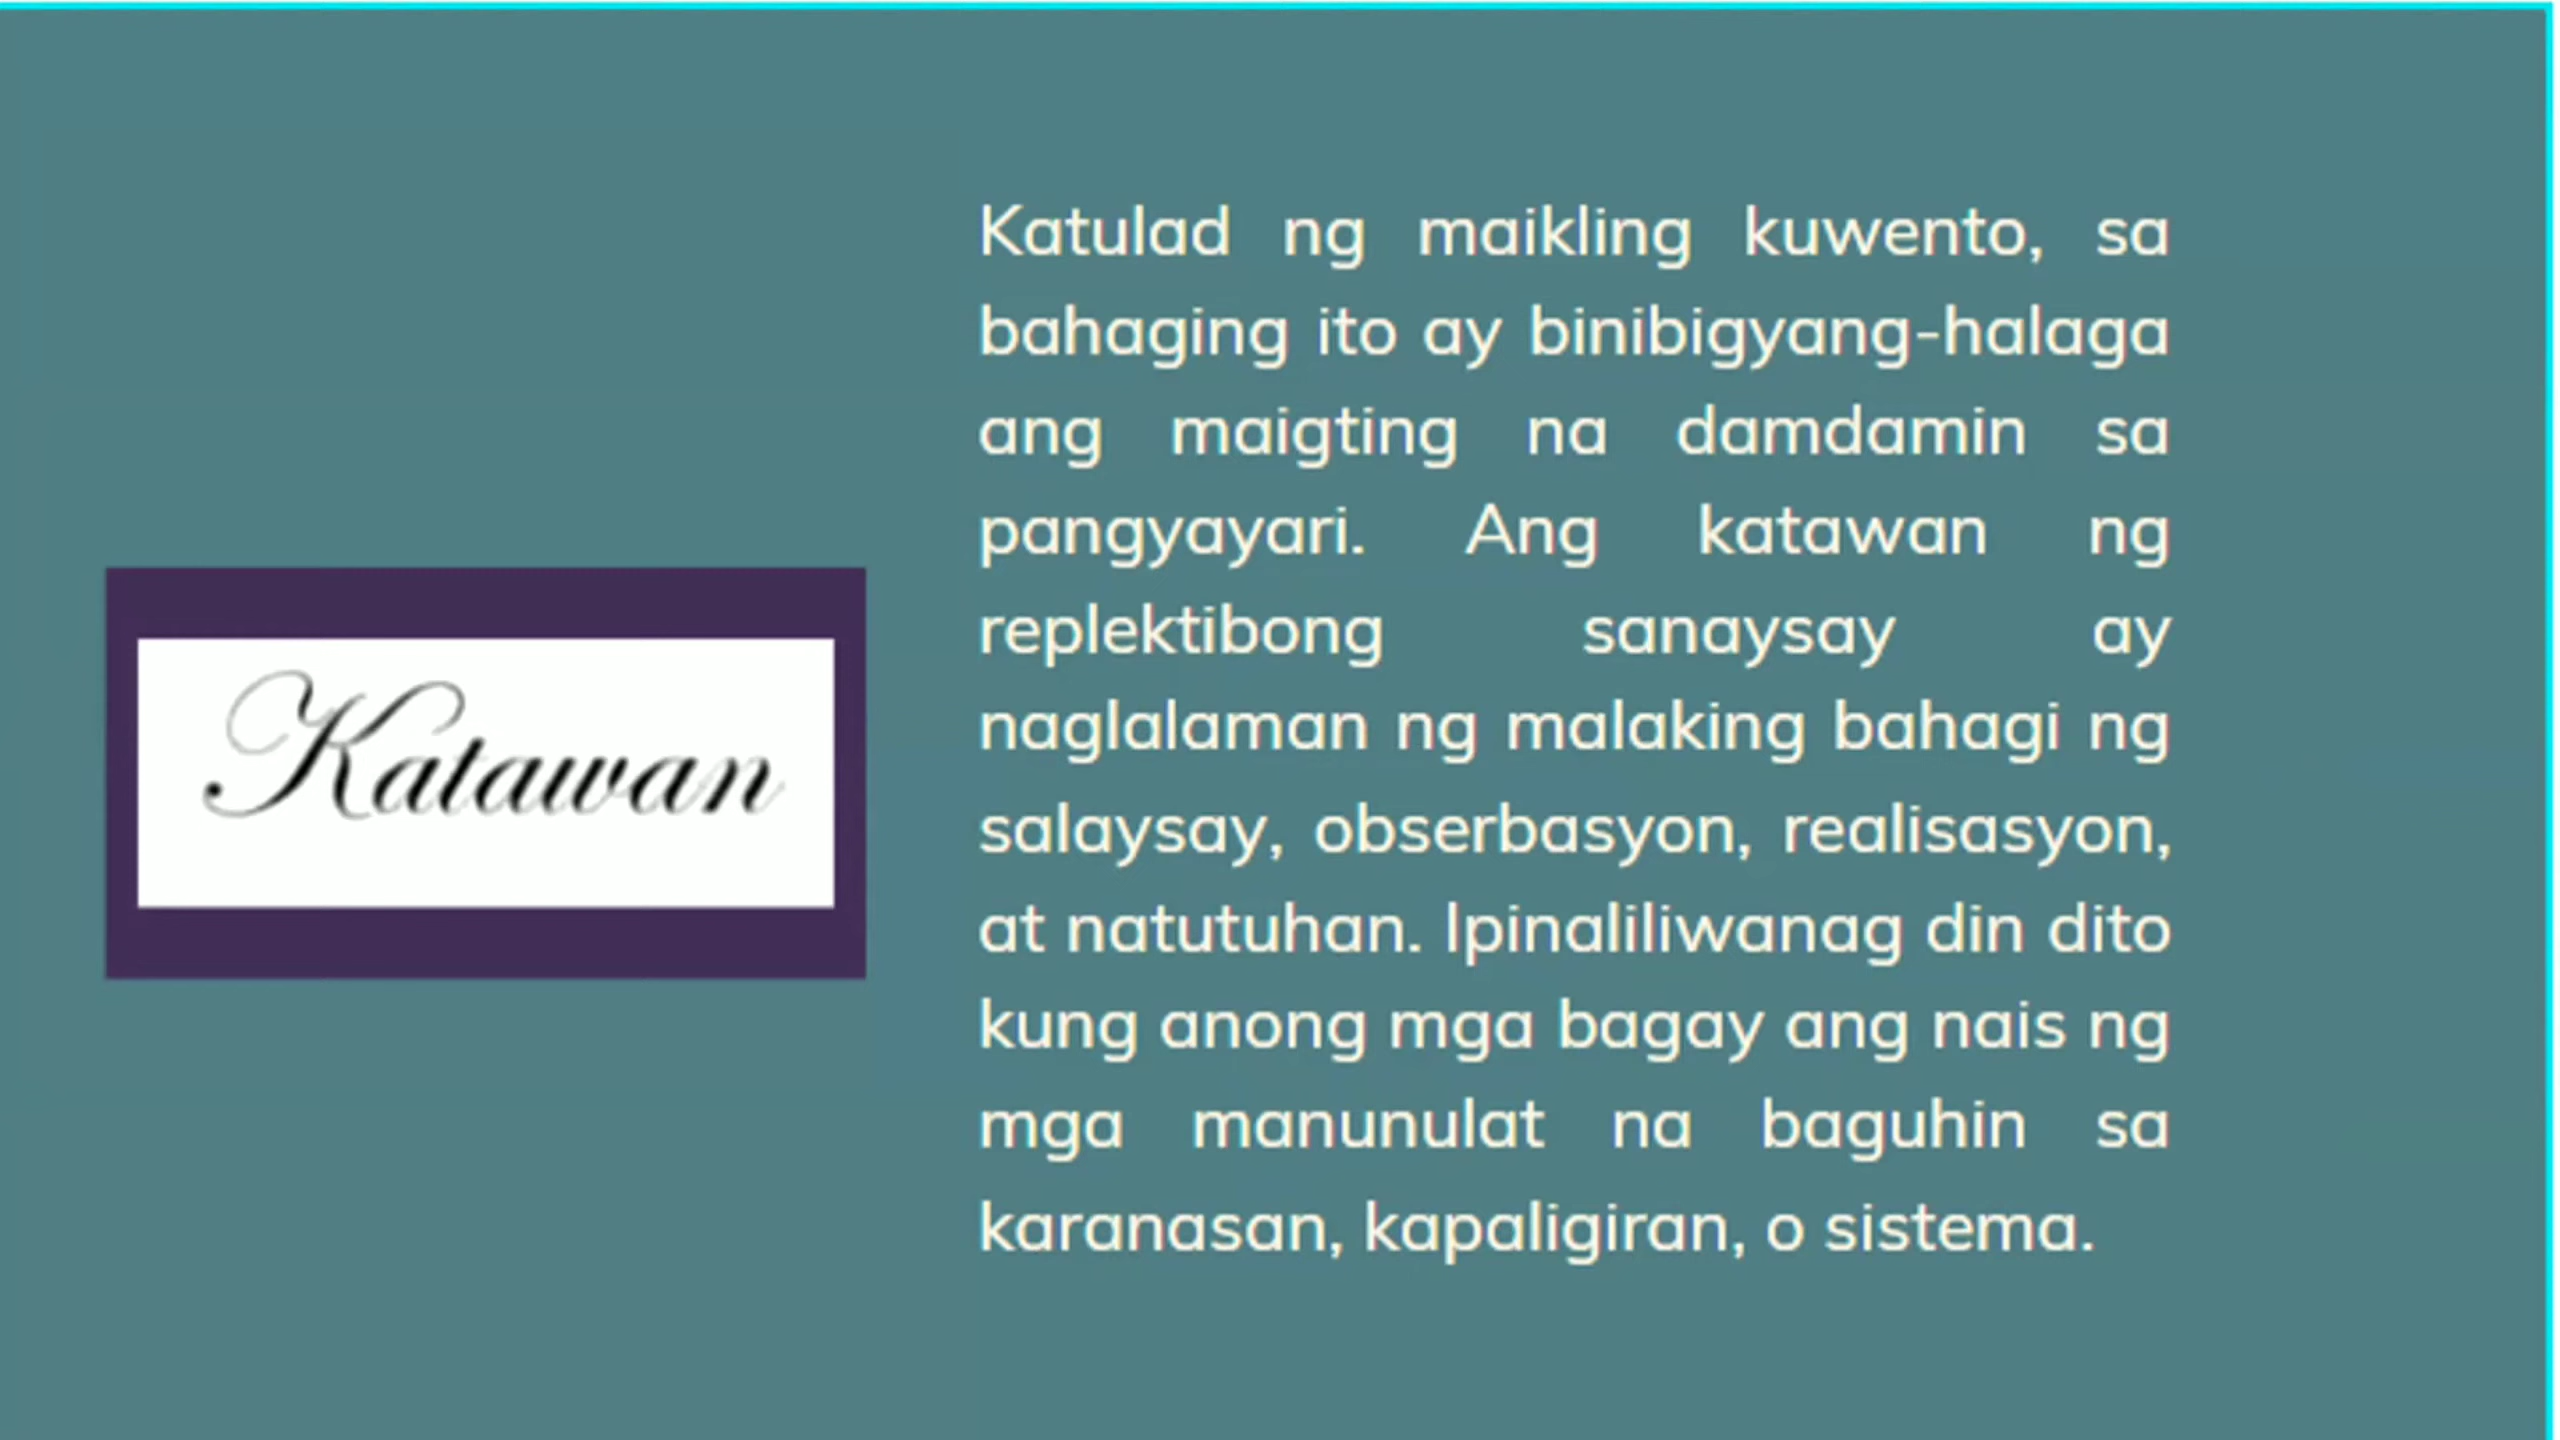 Katawan
Katulad ng maikling kuwento, sa
bahaging ito ay binibigyang-halaga
ang maigting na damdamin sa
pangyayari. Ang katawan ng
replektibong sanaysay ay
naglalaman ng malaking bahagi ng
salaysay, obserbasyon, realisasyon,
at natutuhan. Ipinaliliwanag din dito
kung anong mga bagay ang nais ng
mga manunulat na baguhin sa
karanasan, kapaligiran, o sistema.